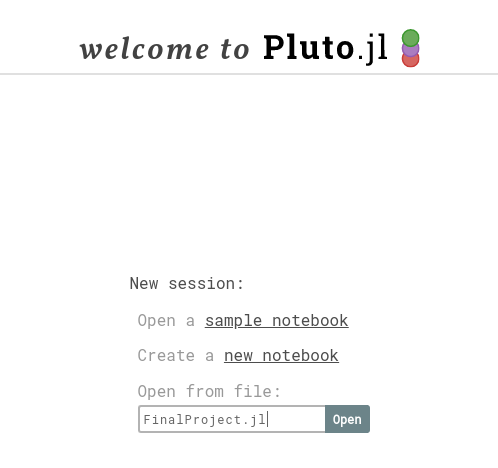 welcome to Pluto.jl
New session:
Open a sample notebook
Create a new notebook
Open from file:
FinalProject.jl Open